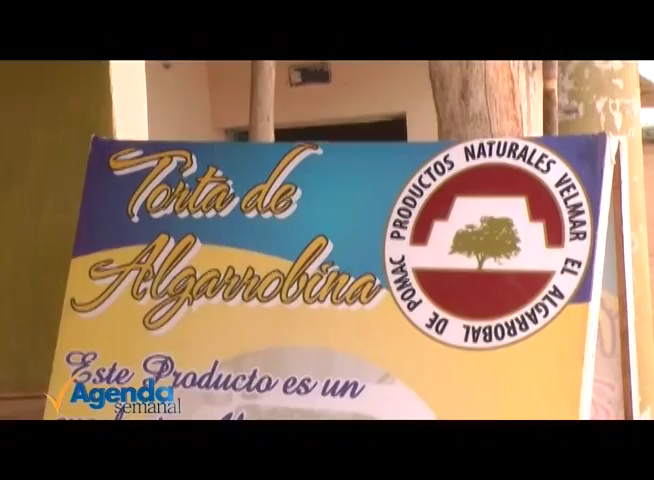 Torta de
Algarrobina
PRODUCTOS NATURALES VELMAR
EL ALGARROBAL DE POMAC
Este Producto es un
Agenda
semanal